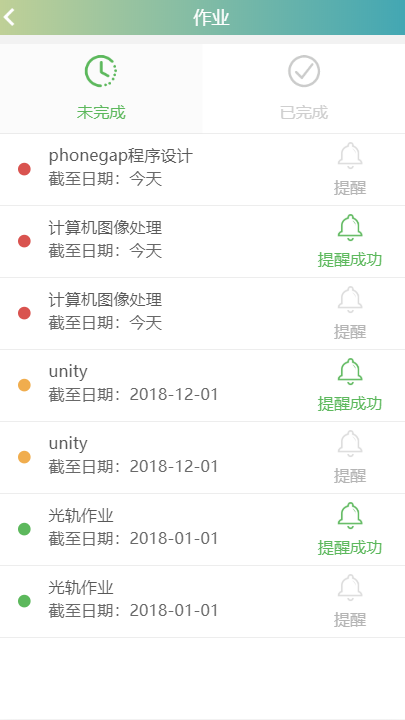 作业
未完成
已完成
phonegap程序设计
截至日期：今天
提醒
计算机图像处理
截至日期：今天
提醒成功
计算机图像处理
截至日期：今天
提醒
unity
截至日期：2018-12-01
提醒成功
unity
截至日期：2018-12-01
提醒
光轨作业
截至日期：2018-01-01
提醒成功
光轨作业
截至日期：2018-01-01
提醒